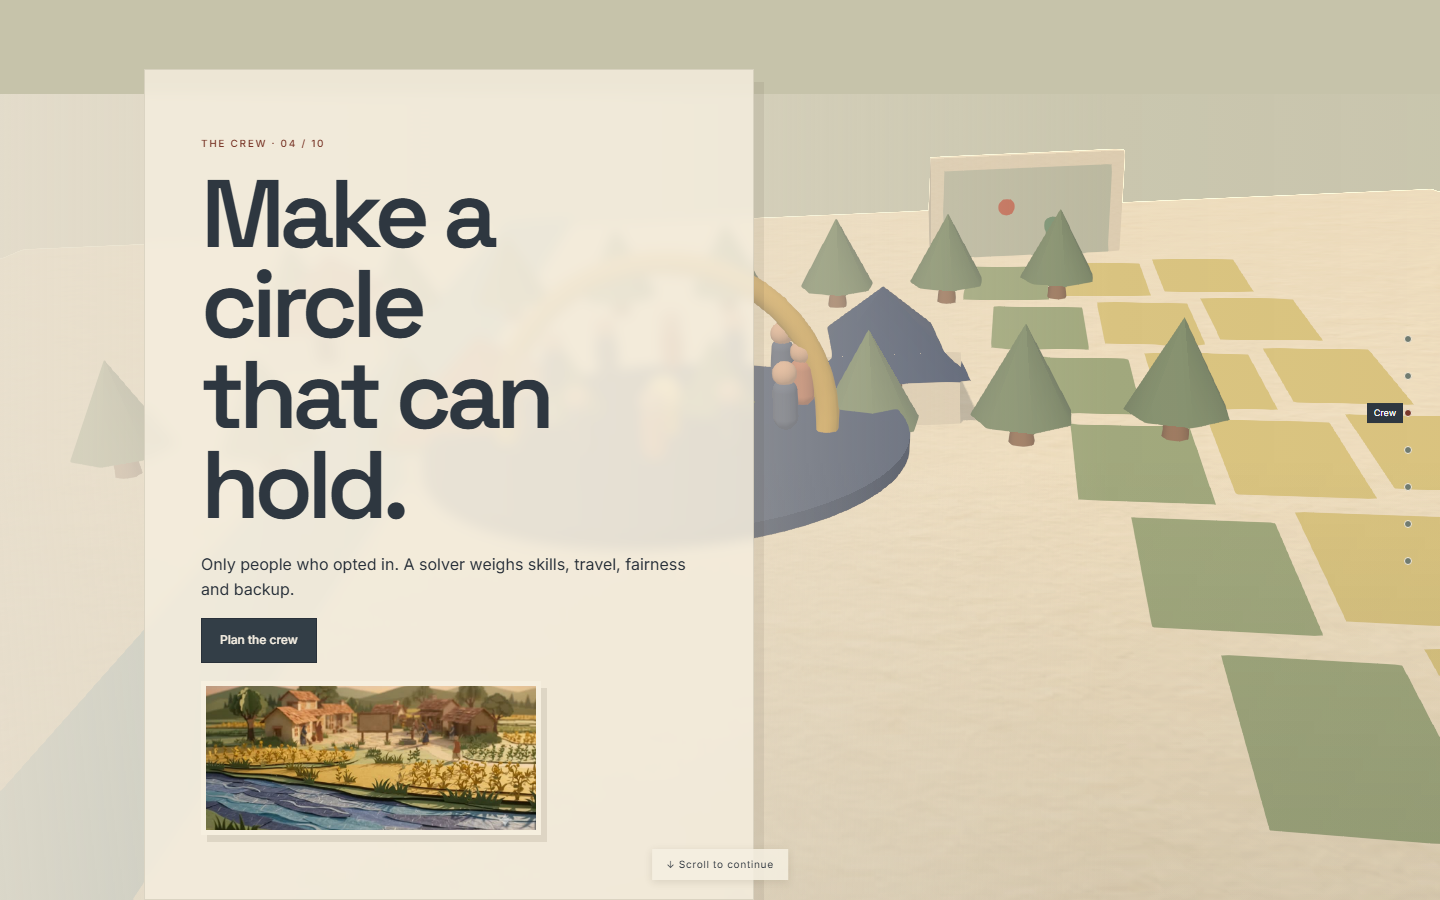 THE CREW · 04 / 10
Make a
circle
that can
hold.
Only people who opted in. A solver weighs skills, travel, fairness
and backup.
Plan the crew
Crew
↓ Scroll to continue